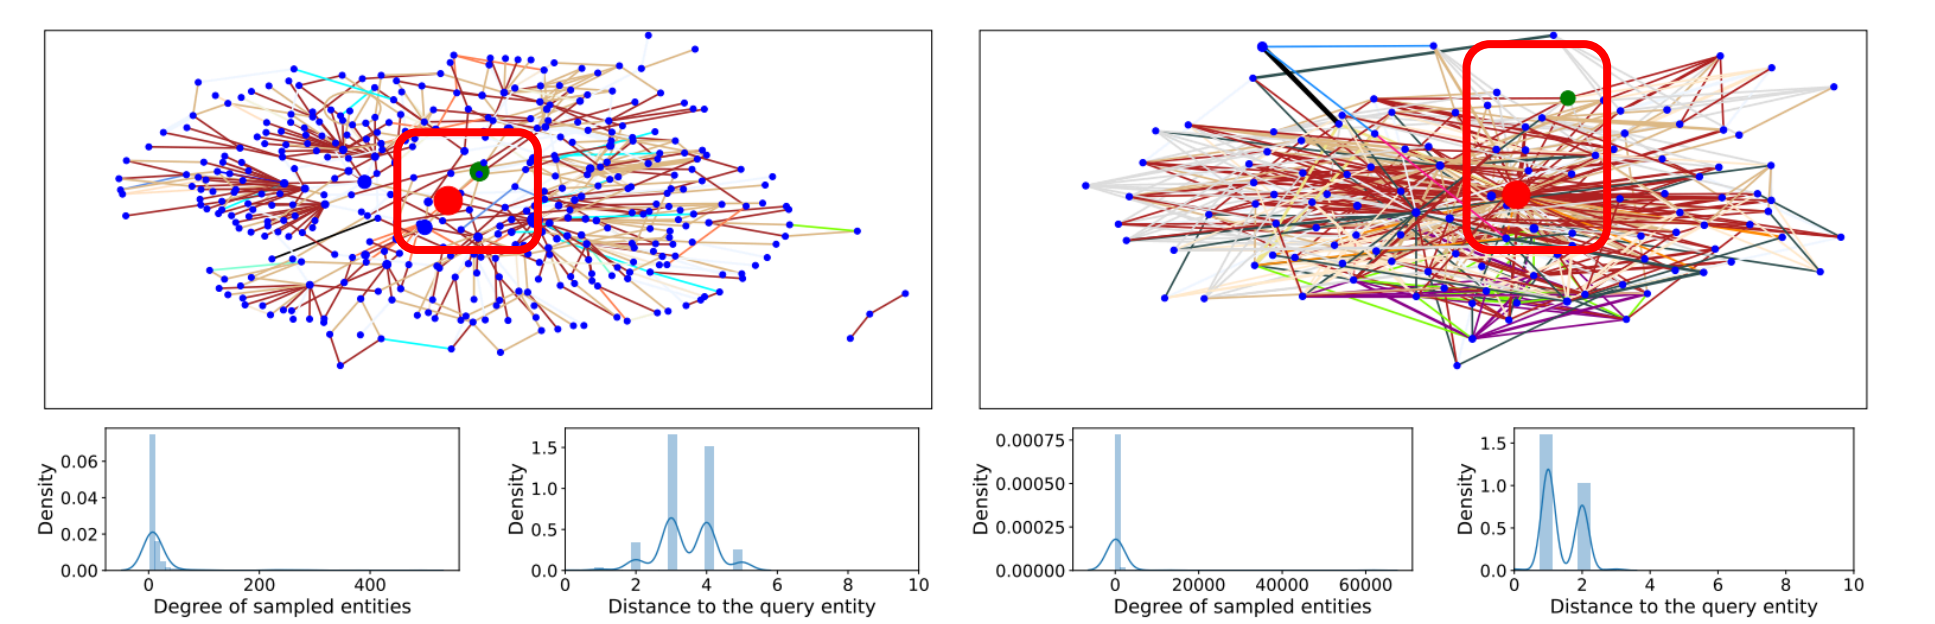 0.06
0.04
0.02
0.00
Density
0 200 400
Degree of sampled entities
1.5
1.0
0.5
0.0
Density
0 2 4 6 8 10
Distance to the query entity
0.00075
0.00050
0.00025
0.00000
Density
0 20000 40000 60000
Degree of sampled entities
1.5
1.0
0.5
0.0
Density
0 2 4 6 8 10
Distance to the query entity